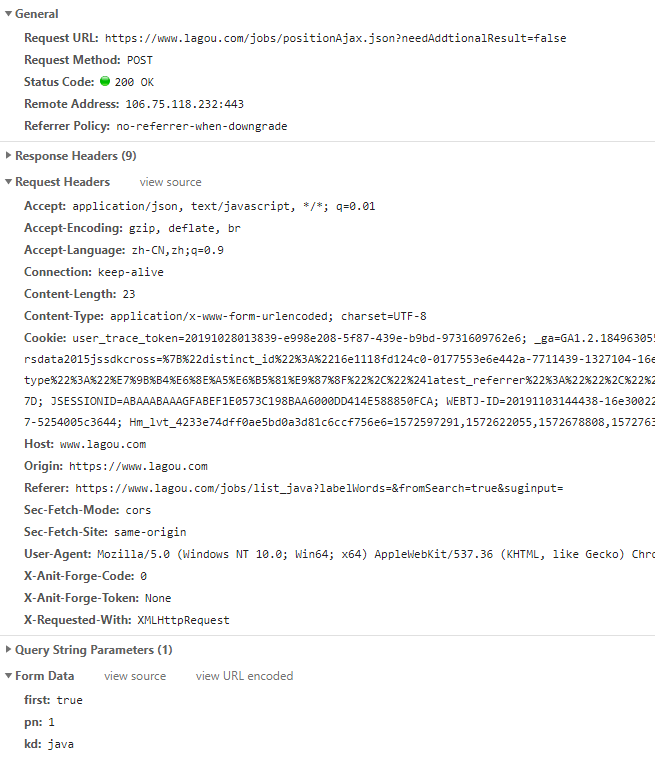 General
Request URL: https://www.lagou.com/jobs/positionAjax.json?needAddtionalResult=false
Request Method: POST
Status Code: 200 OK
Remote Address: 106.75.118.232:443
Referrer Policy: no-referrer-when-downgrade
Response Headers (9)
Request Headers view source
Accept: application/json, text/javascript, */*; q=0.01
Accept-Encoding: gzip, deflate, br
Accept-Language: zh-CN,zh;q=0.9
Connection: keep-alive
Content-Length: 23
Content-Type: application/x-www-form-urlencoded; charset=UTF-8
Cookie: user_trace_token=20191028013839-e998e208-5f87-439e-b9bd-9731609762e6; _ga=GA1.2.184963055
rsdata2015jssdkcross=%7B%22distinct_id%22%3A%2216e1118fd124c0-0177553e6e442a-7711439-1327104-16e
type%22%3A%22%E7%9B%B4%E6%8E%A5%E6%B5%81%E9%87%8F%22%2C%22%24latest_referrer%22%3A%22%22%2C%22%2
7D; JSESSIONID=ABAAABAAAGFABEF1E0573C198BAA6000DD414E588850FCA; WEBTJ-ID=20191103144438-16e30022
7-5254005c3644; Hm_lvt_4233e74dff0ae5bd0a3d81c6ccf756e6=1572597291,1572622055,1572678808,1572763
Host: www.lagou.com
Origin: https://www.lagou.com
Referer: https://www.lagou.com/jobs/list_java?labelWords=&fromSearch=true&suginput=
Sec-Fetch-Mode: cors
Sec-Fetch-Site: same-origin
User-Agent: Mozilla/5.0 (Windows NT 10.0; Win64; x64) AppleWebKit/537.36 (KHTML, like Gecko) Chro
X-Anit-Forge-Code: 0
X-Anit-Forge-Token: None
X-Requested-With: XMLHttpRequest
Query String Parameters (1)
Form Data view source view URL encoded
first: true
pn: 1
kd: java